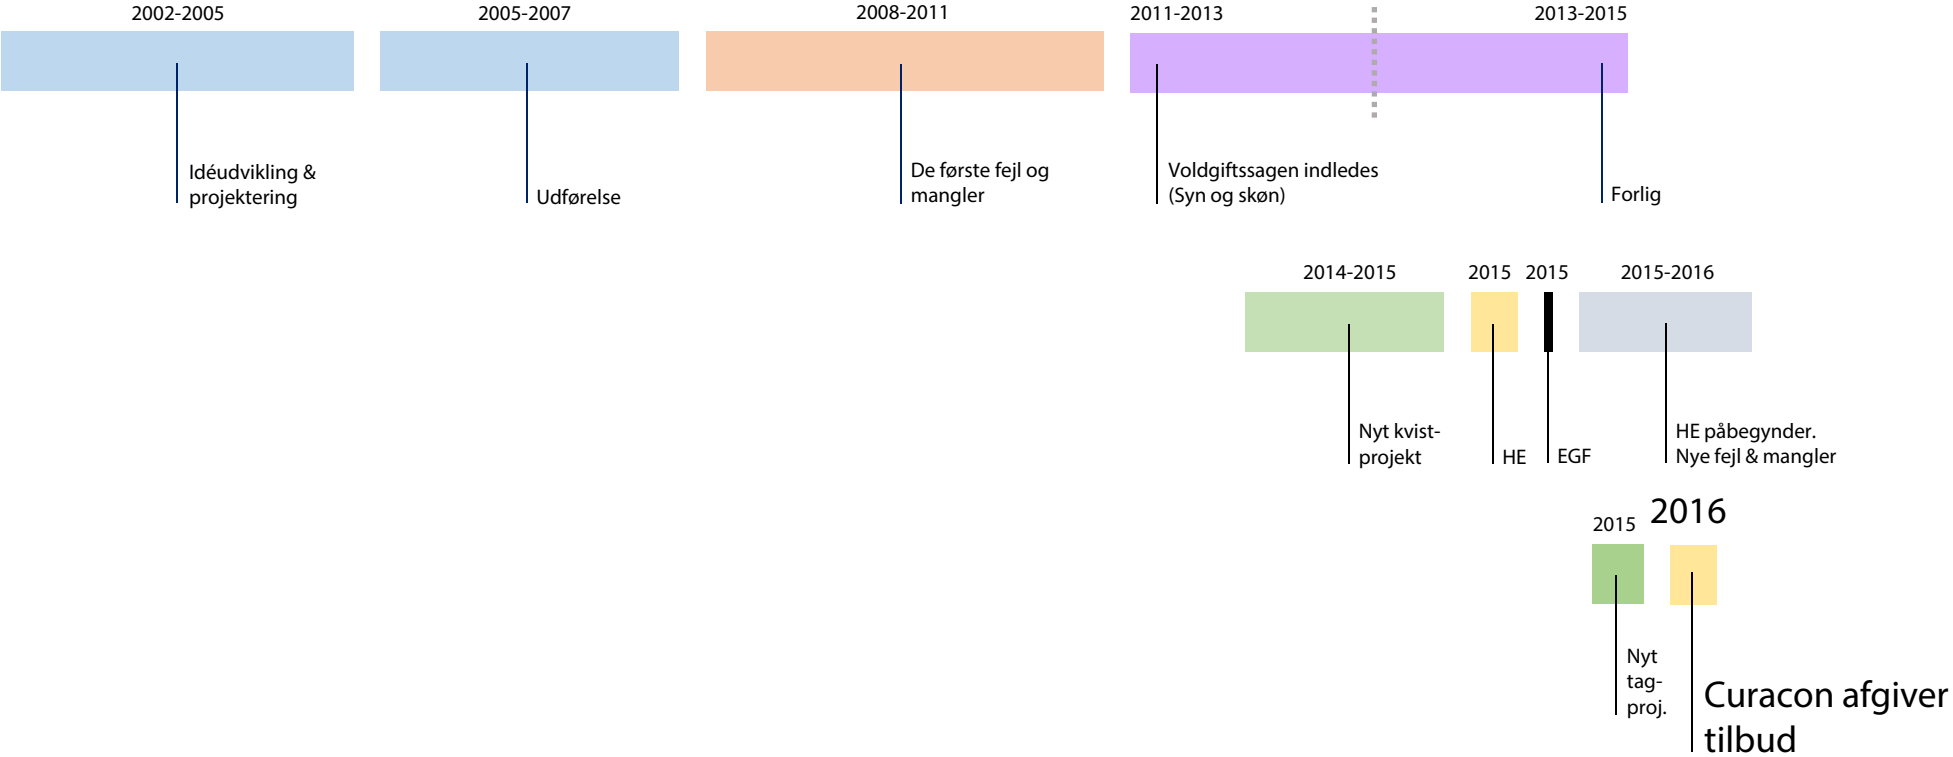 2002-2005
2005-2007
2008-2011
2011-2013
2013-2015
Idéudvikling &
projektering
Udførelse
De første fejl og
mangler
Voldgiftssagen indledes
(Syn og skøn)
Forlig
2014-2015
2015
2015
2015-2016
Nyt kvist-
projekt
HE
EGF
HE påbegynder.
Nye fejl & mangler
2015
2016
Nyt
tag-
proj.
Curacon afgiver
tilbud